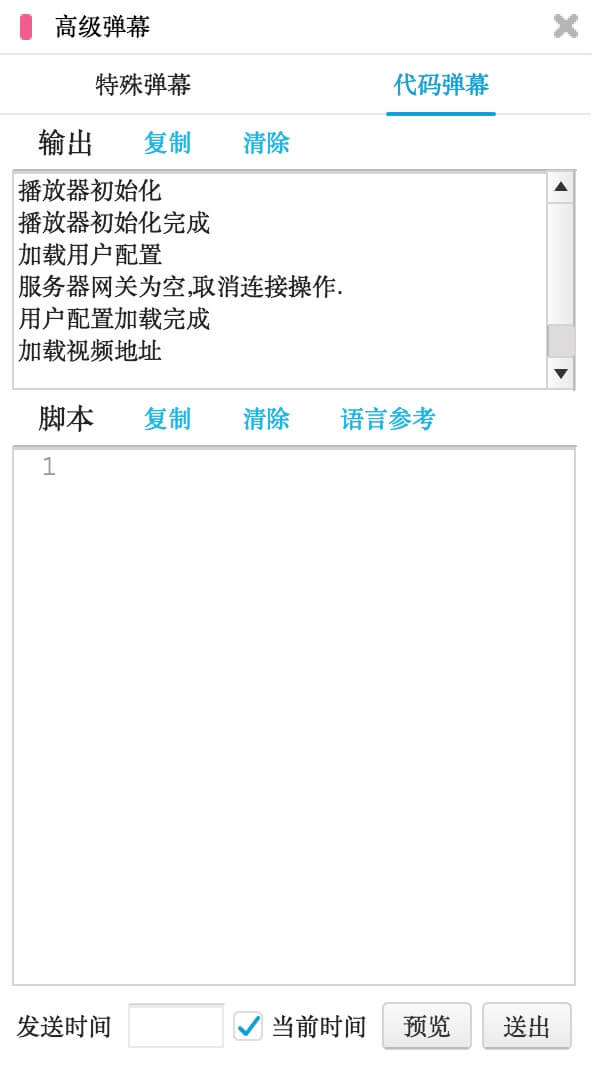 高级弹幕
特殊弹幕 代码弹幕
输出 复制 清除
播放器初始化
播放器初始化完成
加载用户配置
服务器网关为空,取消连接操作.
用户配置加载完成
加载视频地址
脚本 复制 清除 语言参考
1
发送时间 当前时间 预览 送出